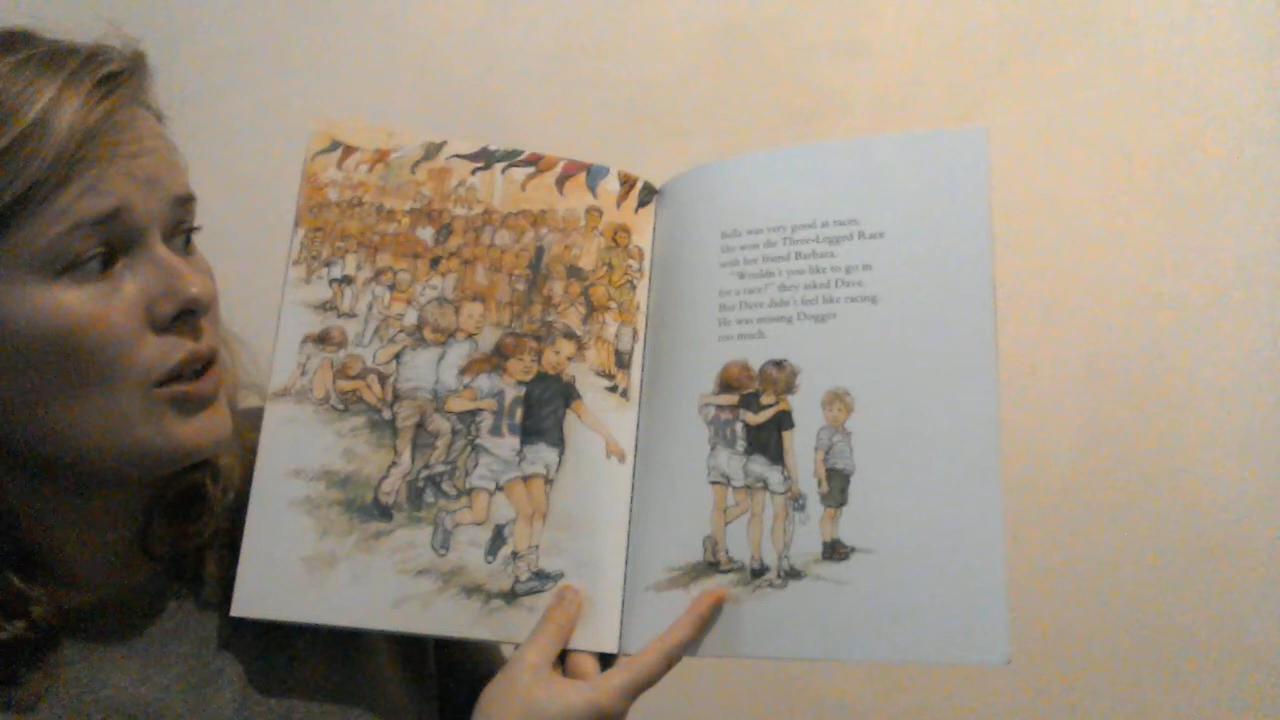 Bella was very good at races.
She won the Three-Legged Race
with her friend Barbara.
"Wouldn't you like to go in
for a race?" they asked Dave.
But Dave didn't feel like racing.
He was missing Dogger
too much.
10